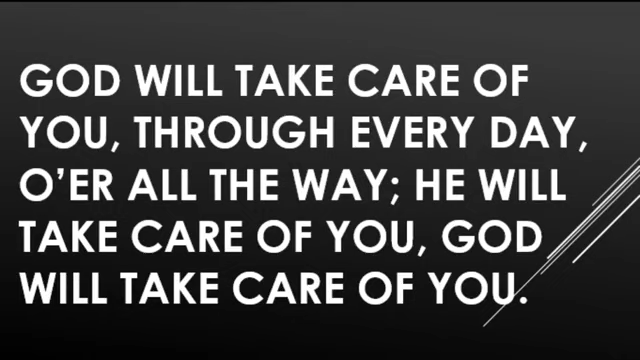 GOD WILL TAKE CARE OF
YOU, THROUGH EVERY DAY,
O’ER ALL THE WAY; HE WILL
TAKE CARE OF YOU, GOD
WILL TAKE CARE OF YOU.